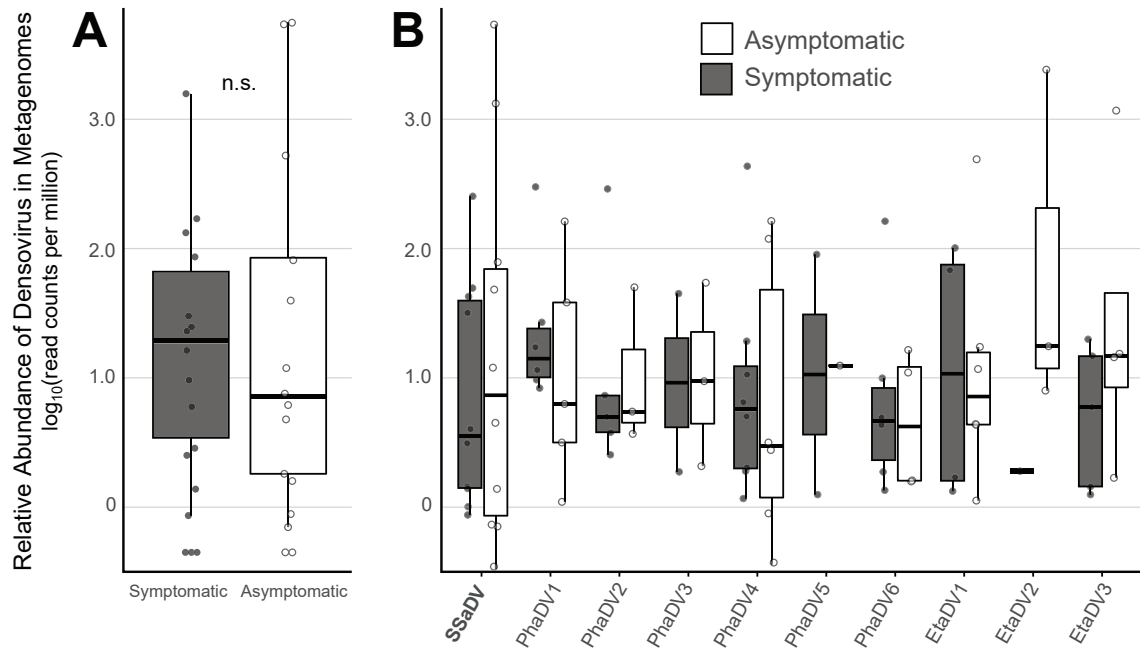 A
B
Relative Abundance of Densovirus in Metagenomes
log10(read counts per million)
n.s.
3.0
2.0
1.0
0
Symptomatic
Asymptomatic
Asymptomatic
Symptomatic
3.0
2.0
1.0
0
SSaDV
PhaDV1
PhaDV2
PhaDV3
PhaDV4
PhaDV5
PhaDV6
EtaDV1
EtaDV2
EtaDV3